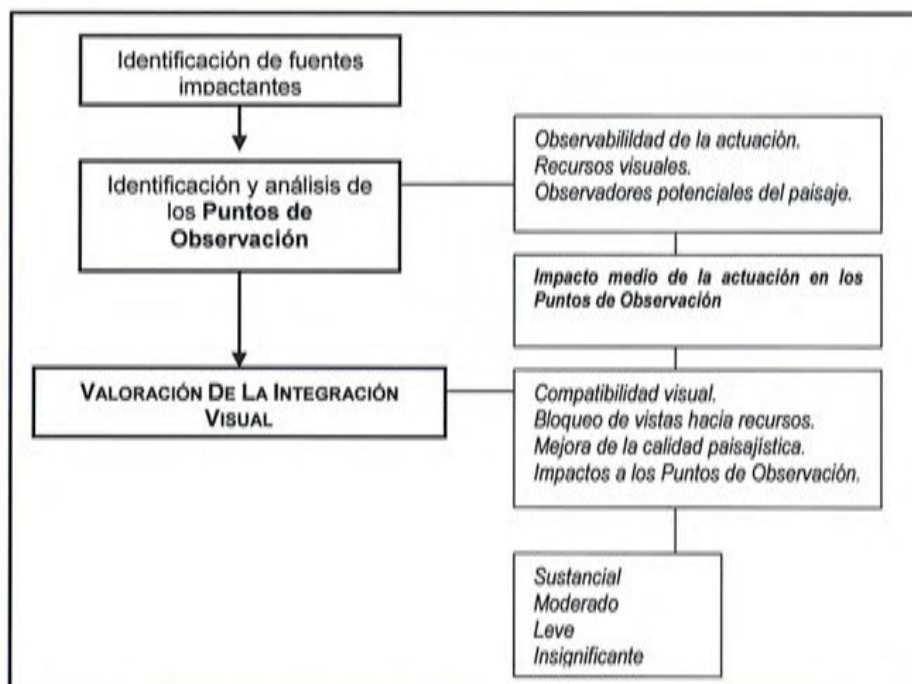 Identificación de fuentes
impactantes
Identificación y análisis de
los Puntos de
Observación
VALORACIÓN DE LA INTEGRACIÓN
VISUAL
Observabilildad de la actuación.
Recursos visuales.
Observadores potenciales del paisaje.
Impacto medio de la actuación en los
Puntos de Observación
Compatibilidad visual.
Bloqueo de vistas hacia recursos.
Mejora de la calidad paisajística.
Impactos a los Puntos de Observación.
Sustancial
Moderado
Leve
Insignificante